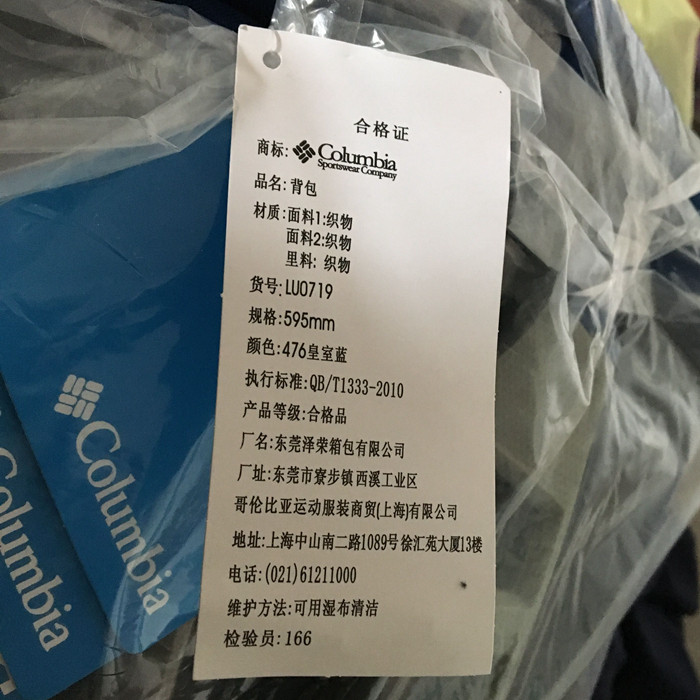 合格证
商标: Columbia
Sportswear Company
品名: 背包
材质: 面料1:织物
面料2:织物
里料: 织物
货号: LU0719
规格: 595mm
颜色: 476皇室蓝
执行标准: QB/T1333-2010
产品等级: 合格品
厂名: 东莞泽荣箱包有限公司
厂址: 东莞市寮步镇西溪工业区
哥伦比亚运动服装商贸(上海)有限公司
地址: 上海中山南二路1089号徐汇苑大厦13楼
电话: (021)61211000
维护方法: 可用湿布清洁
检验员: 166
Columbia
Columbia